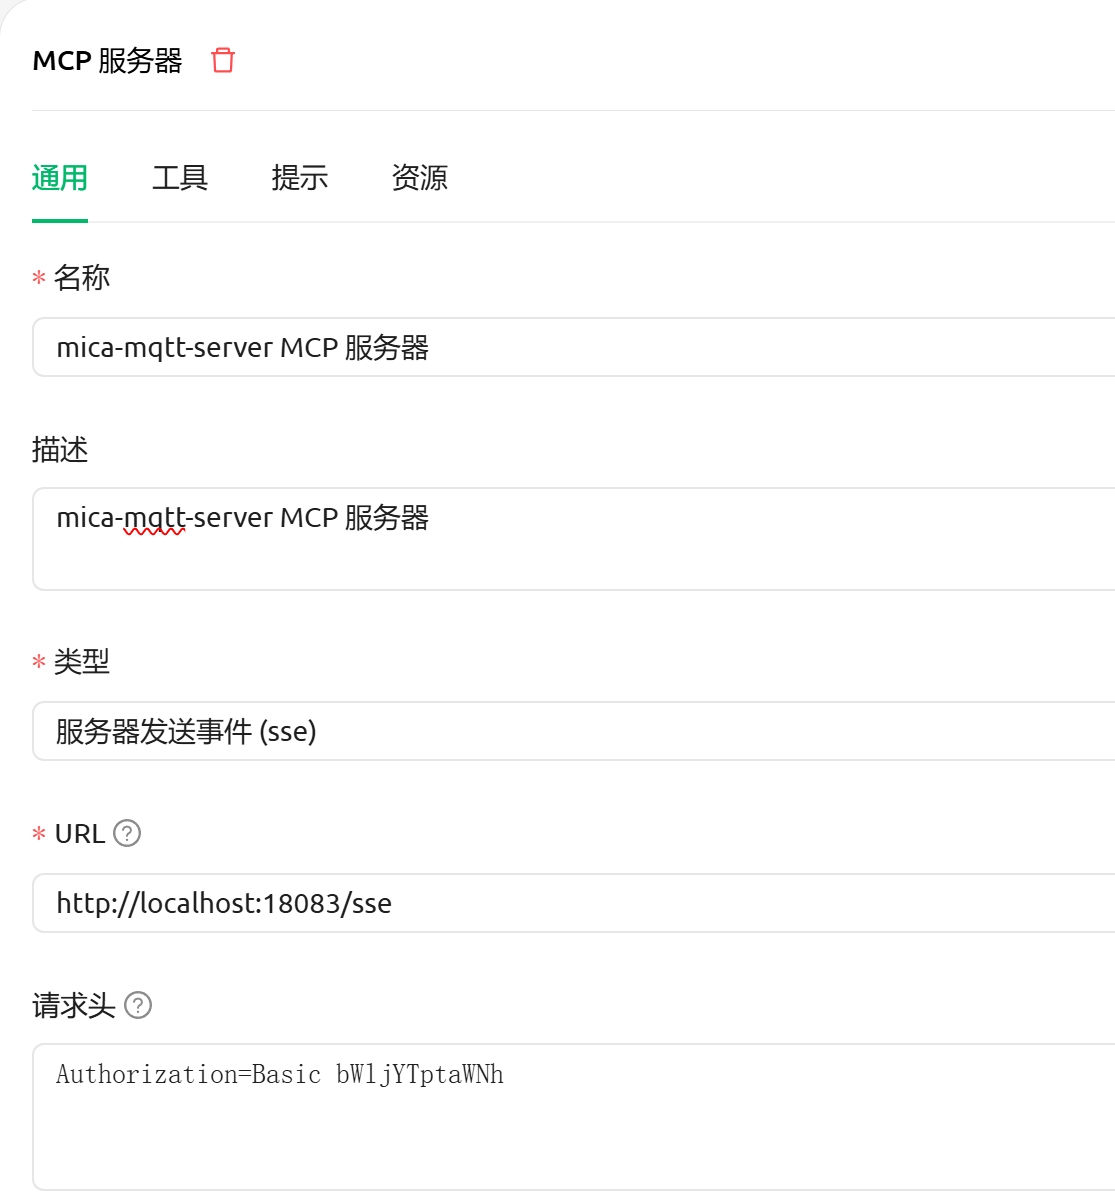 MCP 服务器
通用 工具 提示 资源
* 名称
mica-mqtt-server MCP 服务器
描述
mica-mqtt-server MCP 服务器
* 类型
服务器发送事件 (sse)
* URL ?
http://localhost:18083/sse
请求头 ?
Authorization=Basic bWljYTptaWNh